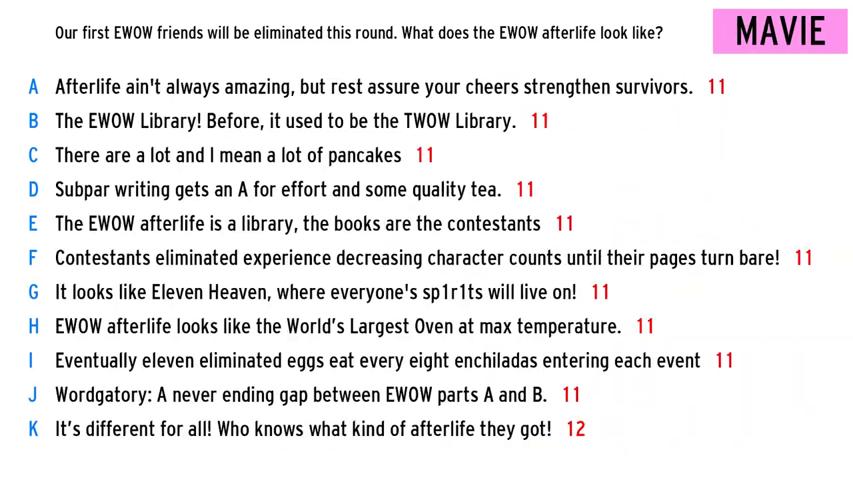 Our first EWOW friends will be eliminated this round. What does the EWOW afterlife look like?
MAVIE
A Afterlife ain't always amazing, but rest assure your cheers strengthen survivors. 11
B The EWOW Library! Before, it used to be the TWOW Library. 11
C There are a lot and I mean a lot of pancakes 11
D Subpar writing gets an A for effort and some quality tea. 11
E The EWOW afterlife is a library, the books are the contestants 11
F Contestants eliminated experience decreasing character counts until their pages turn bare! 11
G It looks like Eleven Heaven, where everyone's sp1r1ts will live on! 11
H EWOW afterlife looks like the World’s Largest Oven at max temperature. 11
I Eventually eleven eliminated eggs eat every eight enchiladas entering each event 11
J Wordgatory: A never ending gap between EWOW parts A and B. 11
K It’s different for all! Who knows what kind of afterlife they got! 12